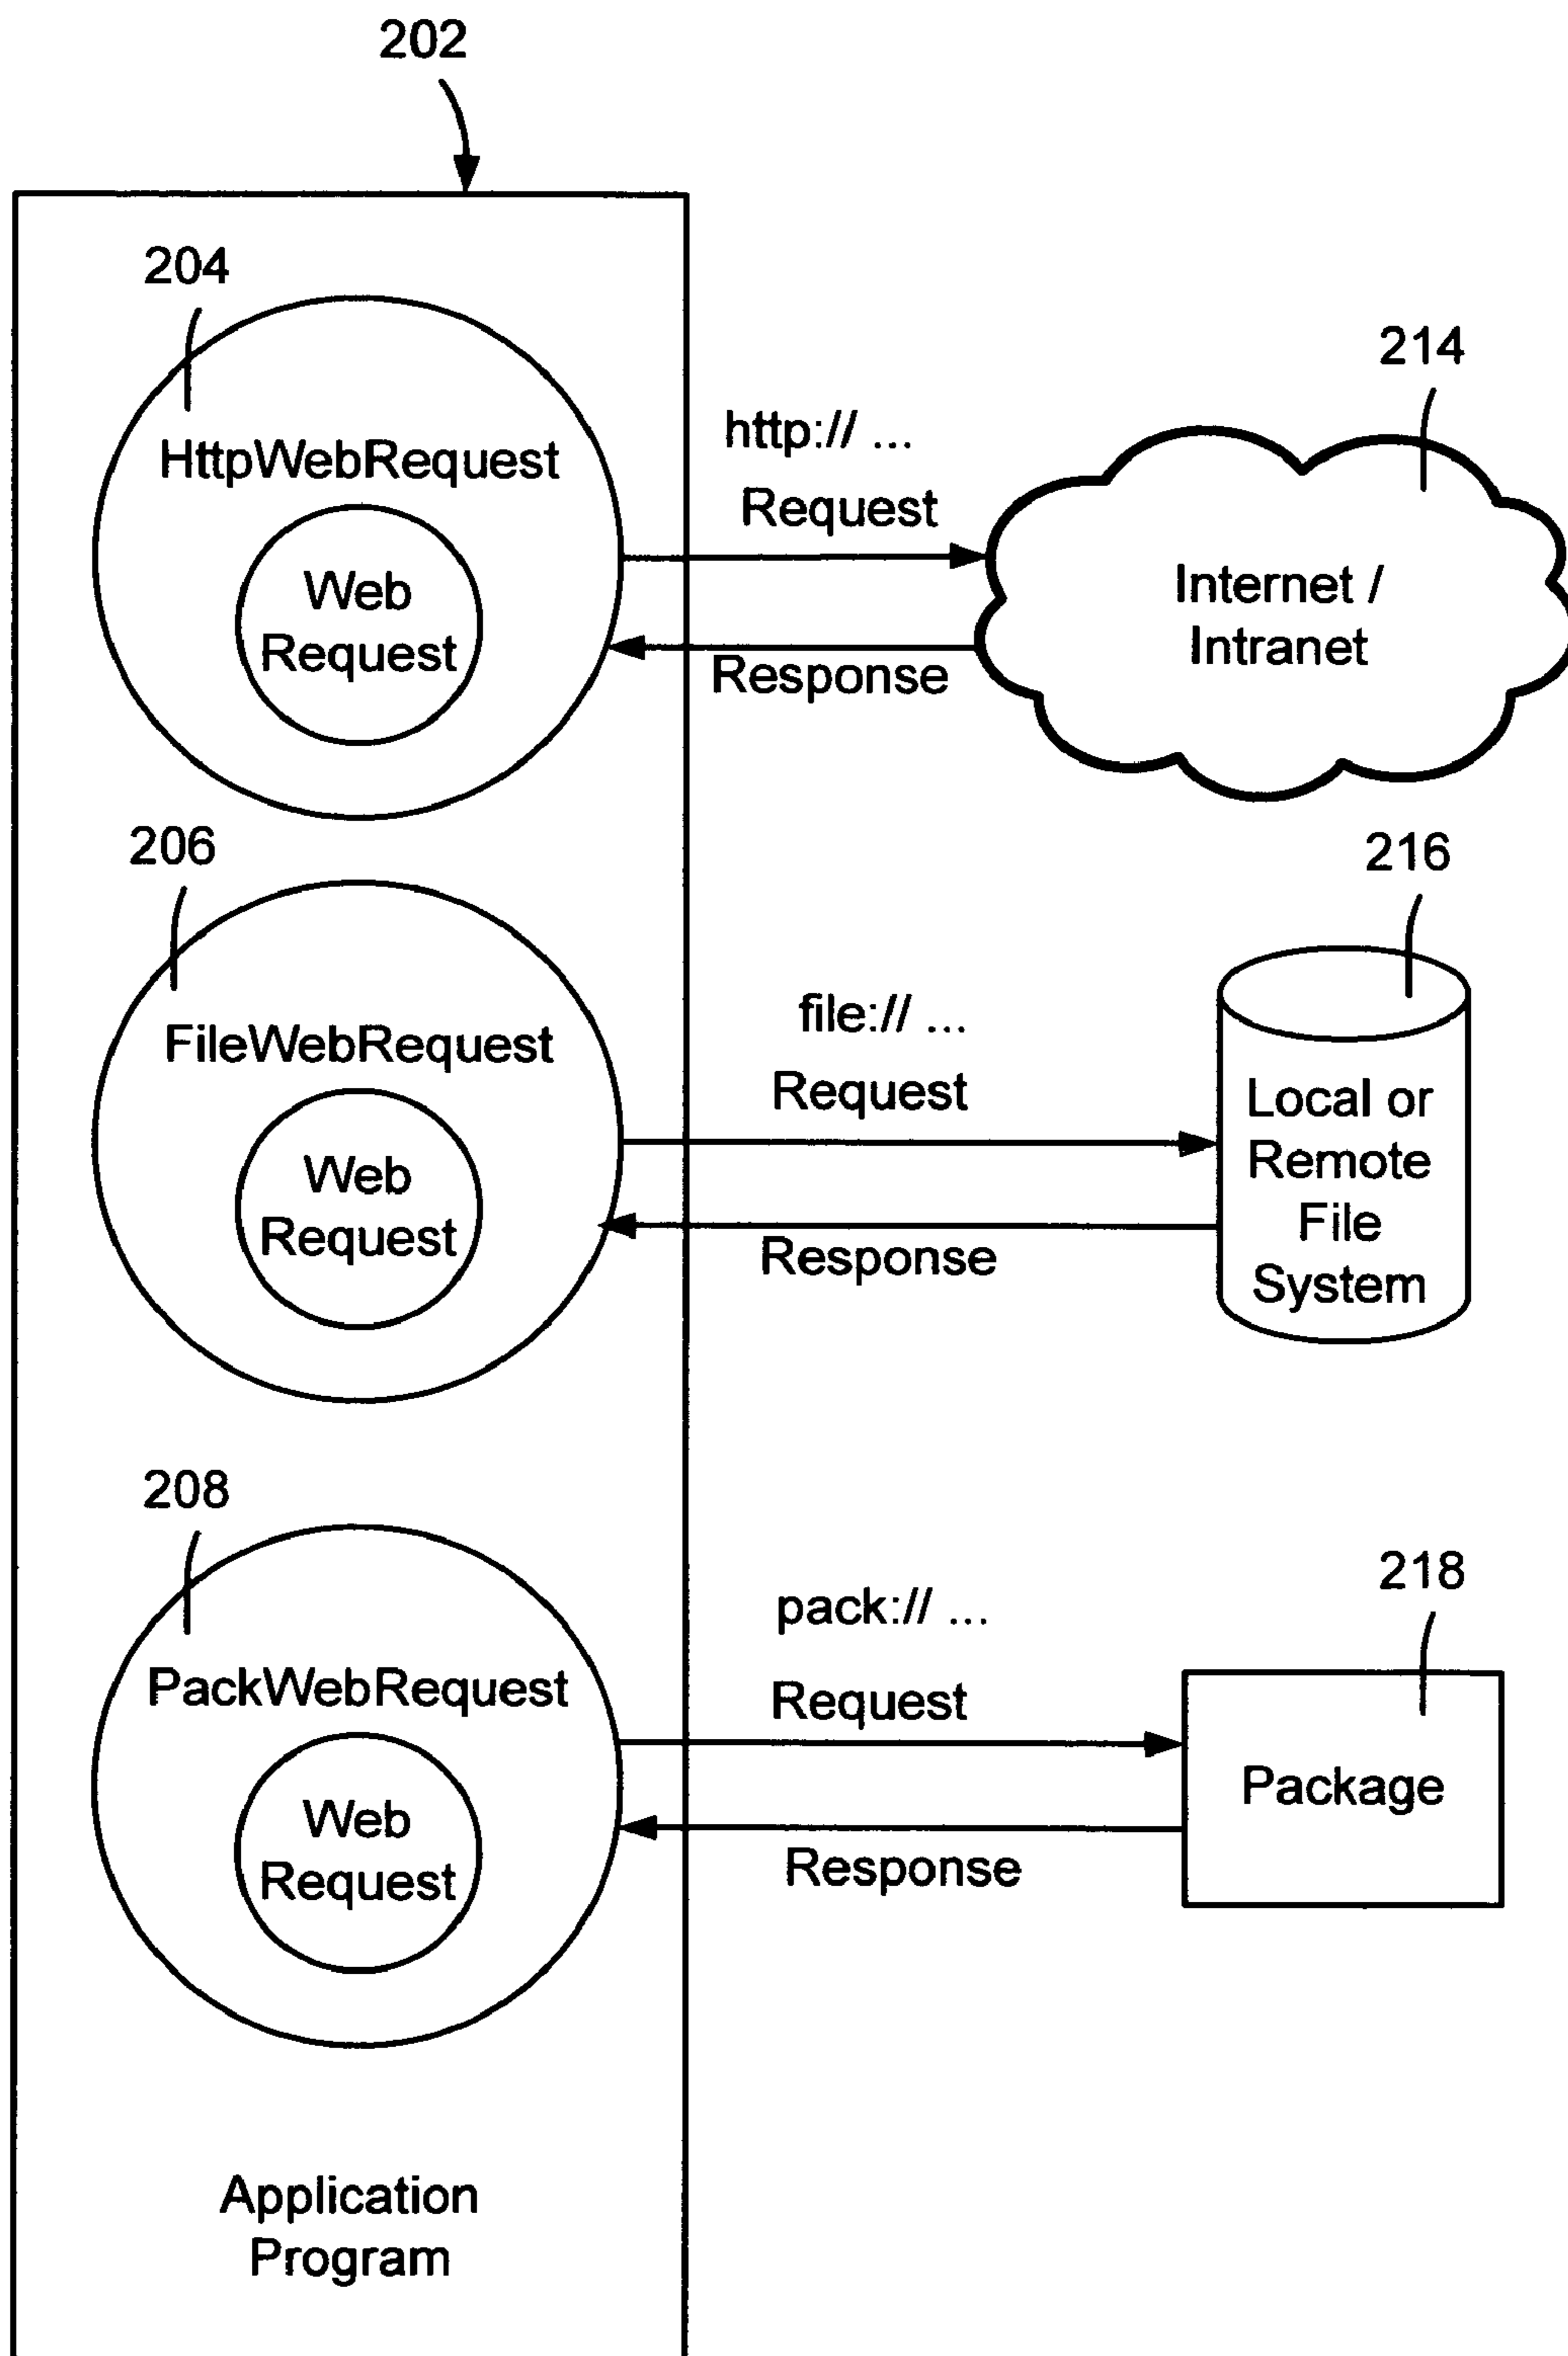 202
204
HttpWebRequest
Web
Request
http:// ...
Request
Response
214
Internet /
Intranet
206
FileWebRequest
Web
Request
file:// ...
Request
Response
216
Local or
Remote
File
System
208
PackWebRequest
Web
Request
pack:// ...
Request
Response
218
Package
Application
Program